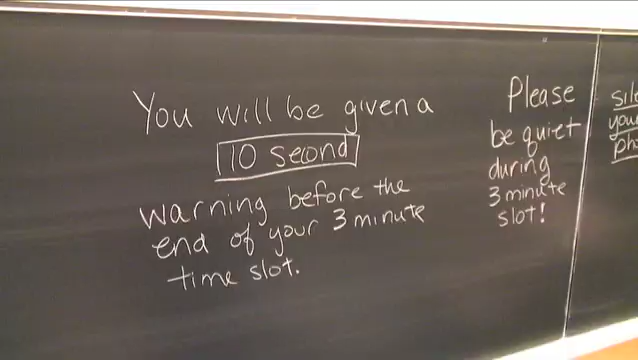 You will be given a
10 second
warning before the
end of your 3 minute
time slot.
Please
be quiet
during
3 minute
slot!